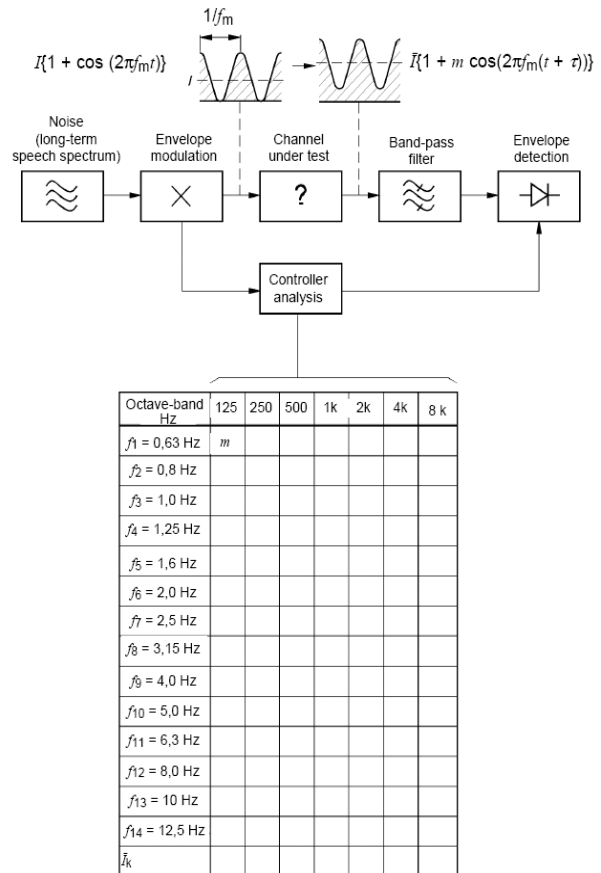 1/fm
I{1 + cos (2πfmt)}
I
Ī{1 + m cos(2πfm(t + τ))}
Noise
(long-term
speech spectrum)
Envelope
modulation
Channel
under test
Band-pass
filter
Envelope
detection
?
Controller
analysis
Octave-band Hz 125 250 500 1k 2k 4k 8 k
f1 = 0,63 Hz m
f2 = 0,8 Hz
f3 = 1,0 Hz
f4 = 1,25 Hz
f5 = 1,6 Hz
f6 = 2,0 Hz
f7 = 2,5 Hz
f8 = 3,15 Hz
f9 = 4,0 Hz
f10 = 5,0 Hz
f11 = 6,3 Hz
f12 = 8,0 Hz
f13 = 10 Hz
f14 = 12,5 Hz
Īk